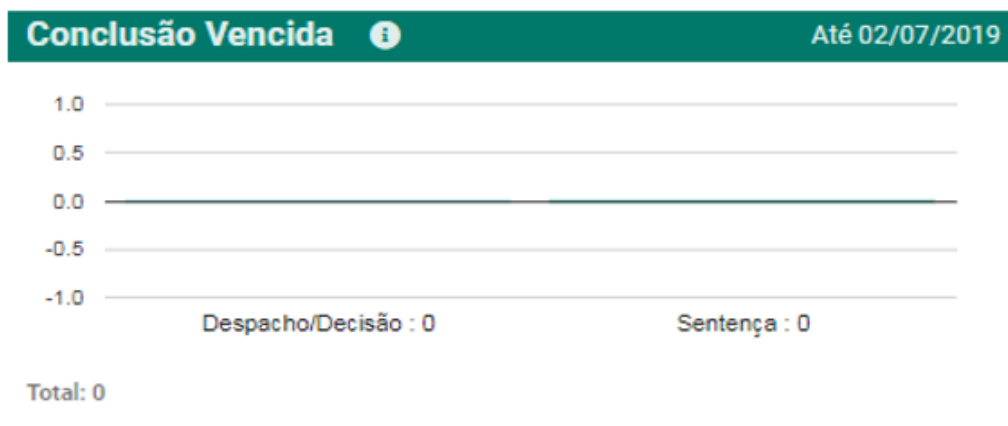 Conclusão Vencida
Até 02/07/2019
1.0
0.5
0.0
-0.5
-1.0
Despacho/Decisão : 0 Sentença : 0
Total: 0